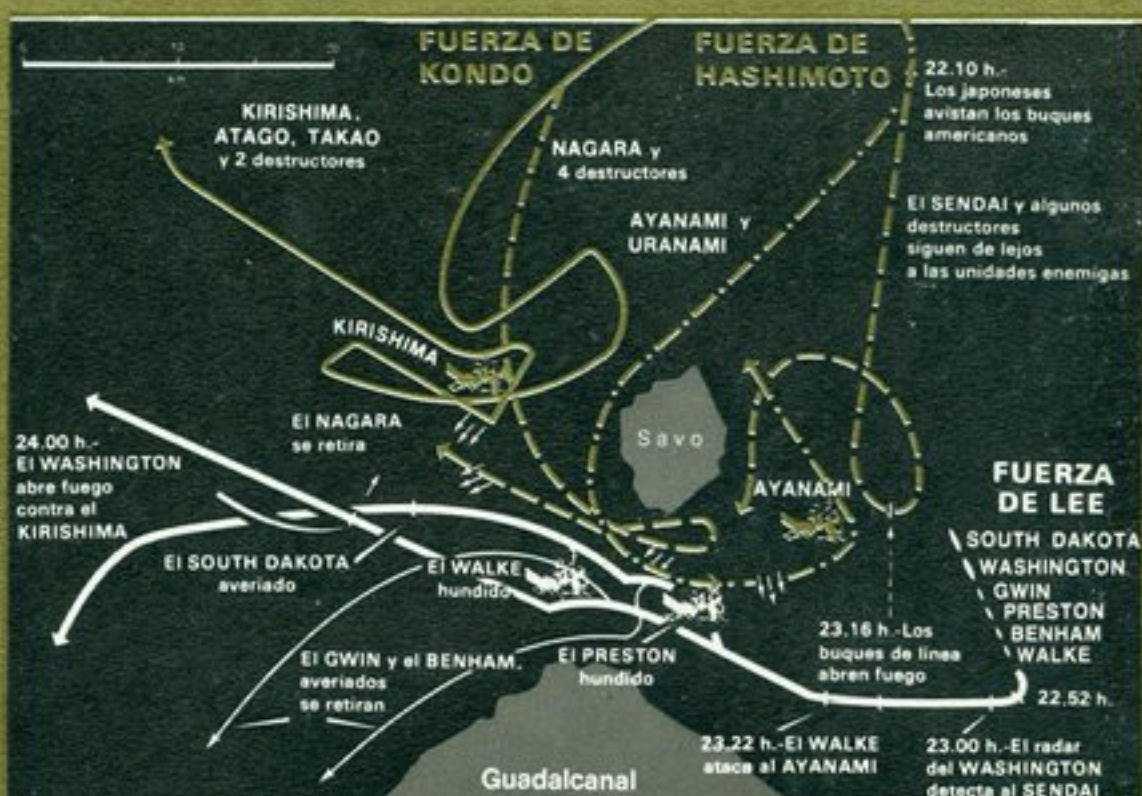 FUERZA DE
KONDO
FUERZA DE
HASHIMOTO
22.10 h.-
Los japoneses
avistan los buques
americanos
KIRISHIMA,
ATAGO, TAKAO
y 2 destructores
NAGARA y
4 destructores
AYANAMI y
URANAMI
El SENDAI y algunos
destructores
siguen de lejos
a las unidades enemigas
KIRISHIMA
El NAGARA
se retira
Savo
24.00 h.-
El WASHINGTON
abre fuego
contra el
KIRISHIMA
AYANAMI
FUERZA
DE LEE
SOUTH DAKOTA
WASHINGTON
GWIN
PRESTON
BENHAM
WALKE
El SOUTH DAKOTA
averiado
El WALKE
hundido
23.16 h.-Los
buques de línea
abren fuego
El GWIN y el BENHAM,
averiados
se retiran
El PRESTON
hundido
22.52 h.
23.22 h.-El WALKE
ataca al AYANAMI
23.00 h.-El radar
del WASHINGTON
detecta al SENDAI
Guadalcanal